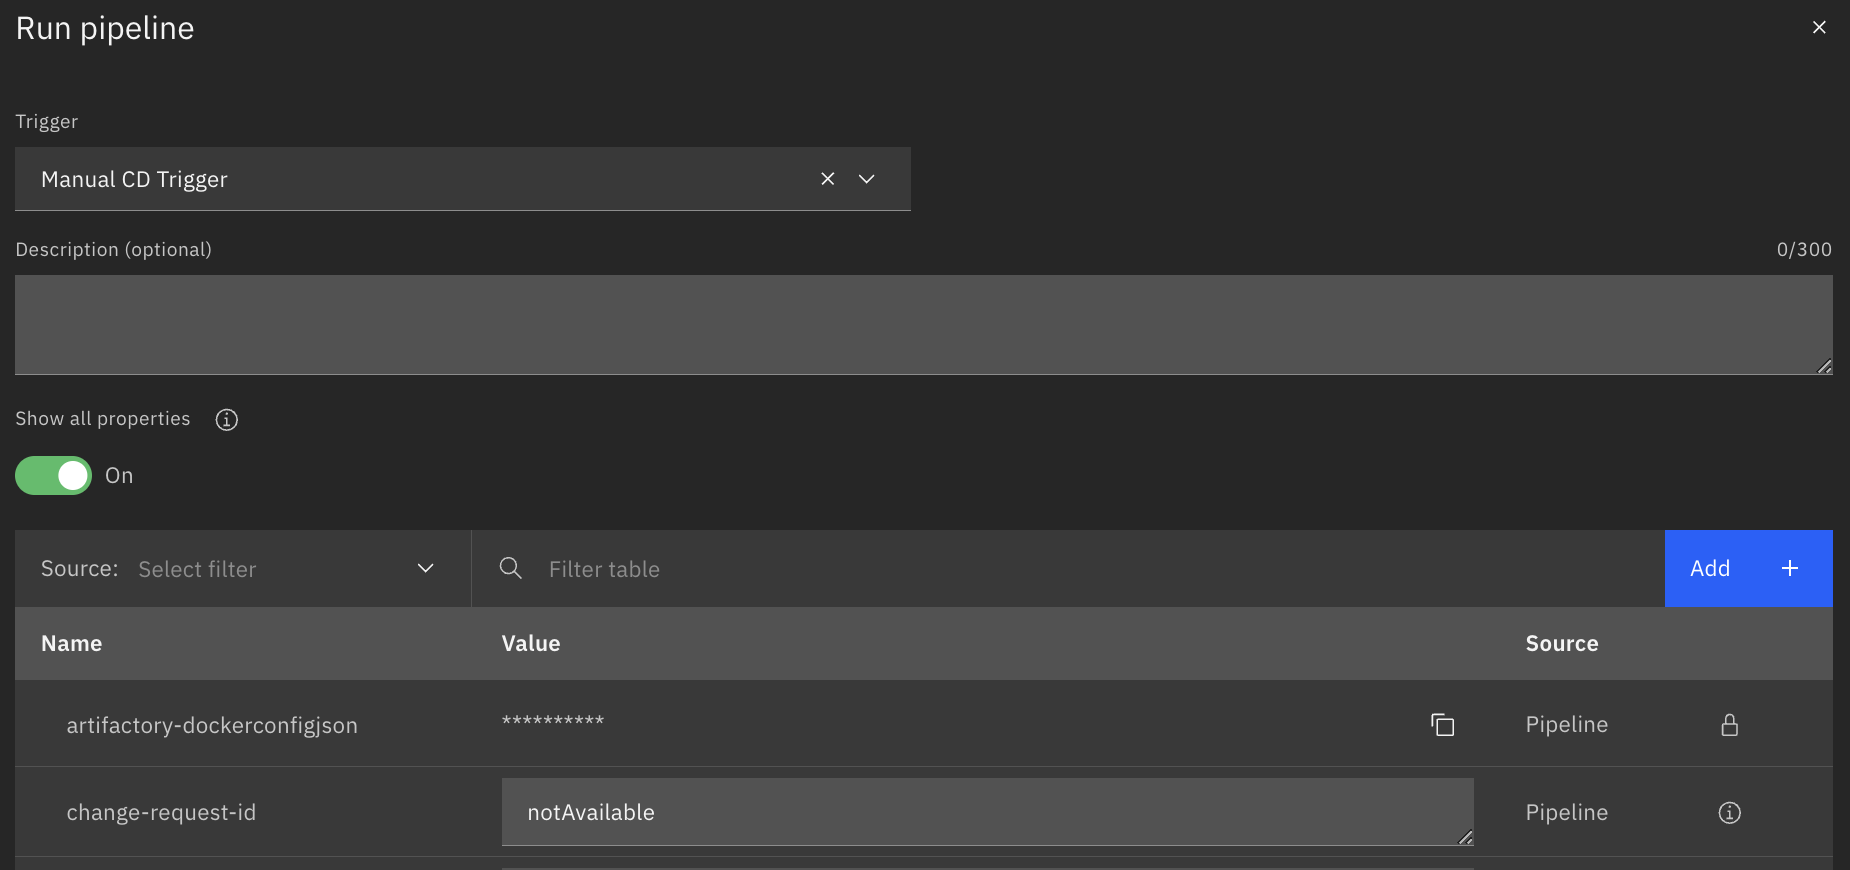 Run pipeline
Trigger
Manual CD Trigger
Description (optional) 0/300
Show all properties
On
Source: Select filter Filter table Add
Name Value Source
artifactory-dockerconfigjson ********** Pipeline
change-request-id notAvailable Pipeline